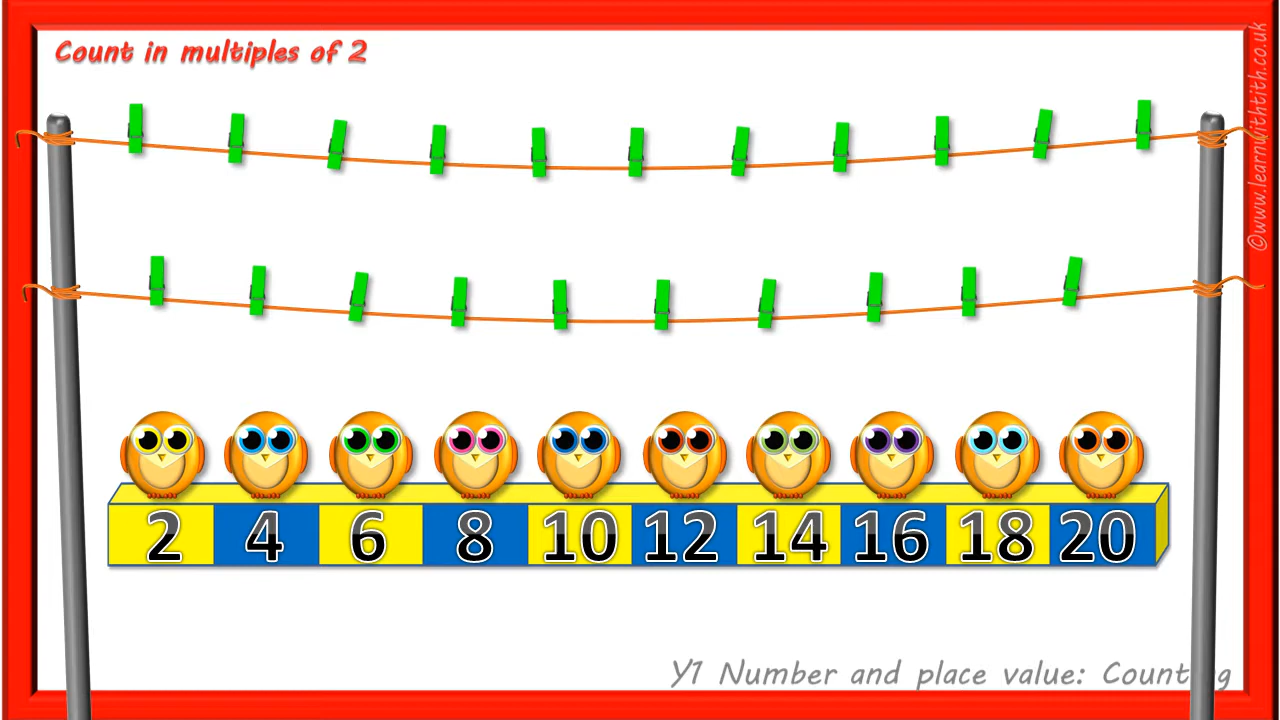 Count in multiples of 2
©www.learnwithtith.co.uk
2 4 6 8 10 12 14 16 18 20
Y1 Number and place value: Counting